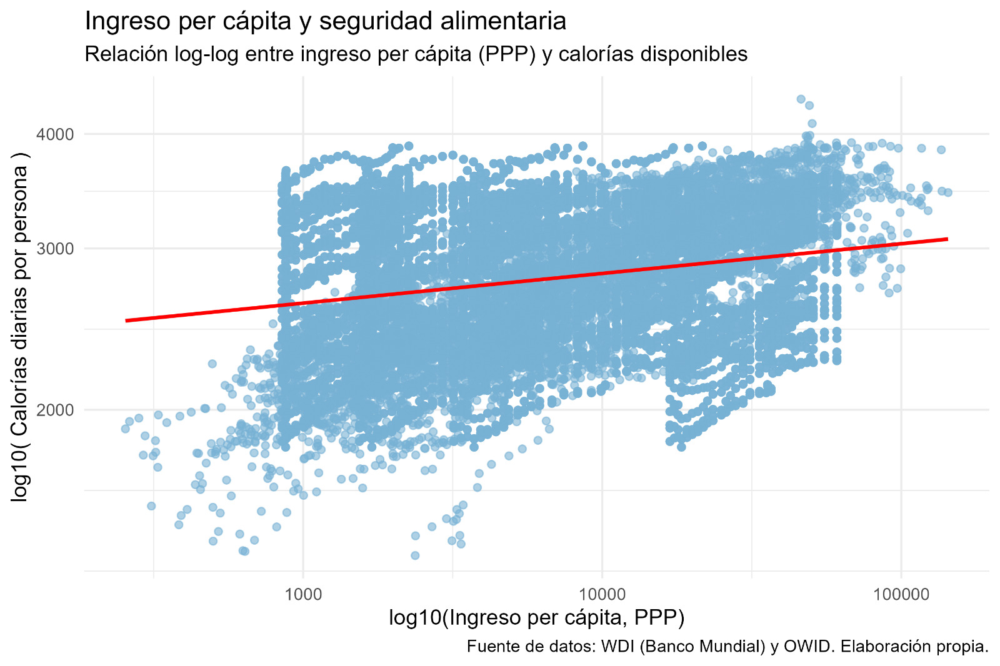 Ingreso per cápita y seguridad alimentaria
Relación log-log entre ingreso per cápita (PPP) y calorías disponibles
log10( Calorías diarias por persona )
4000
3000
2000
1000
10000
100000
log10(Ingreso per cápita, PPP)
Fuente de datos: WDI (Banco Mundial) y OWID. Elaboración propia.